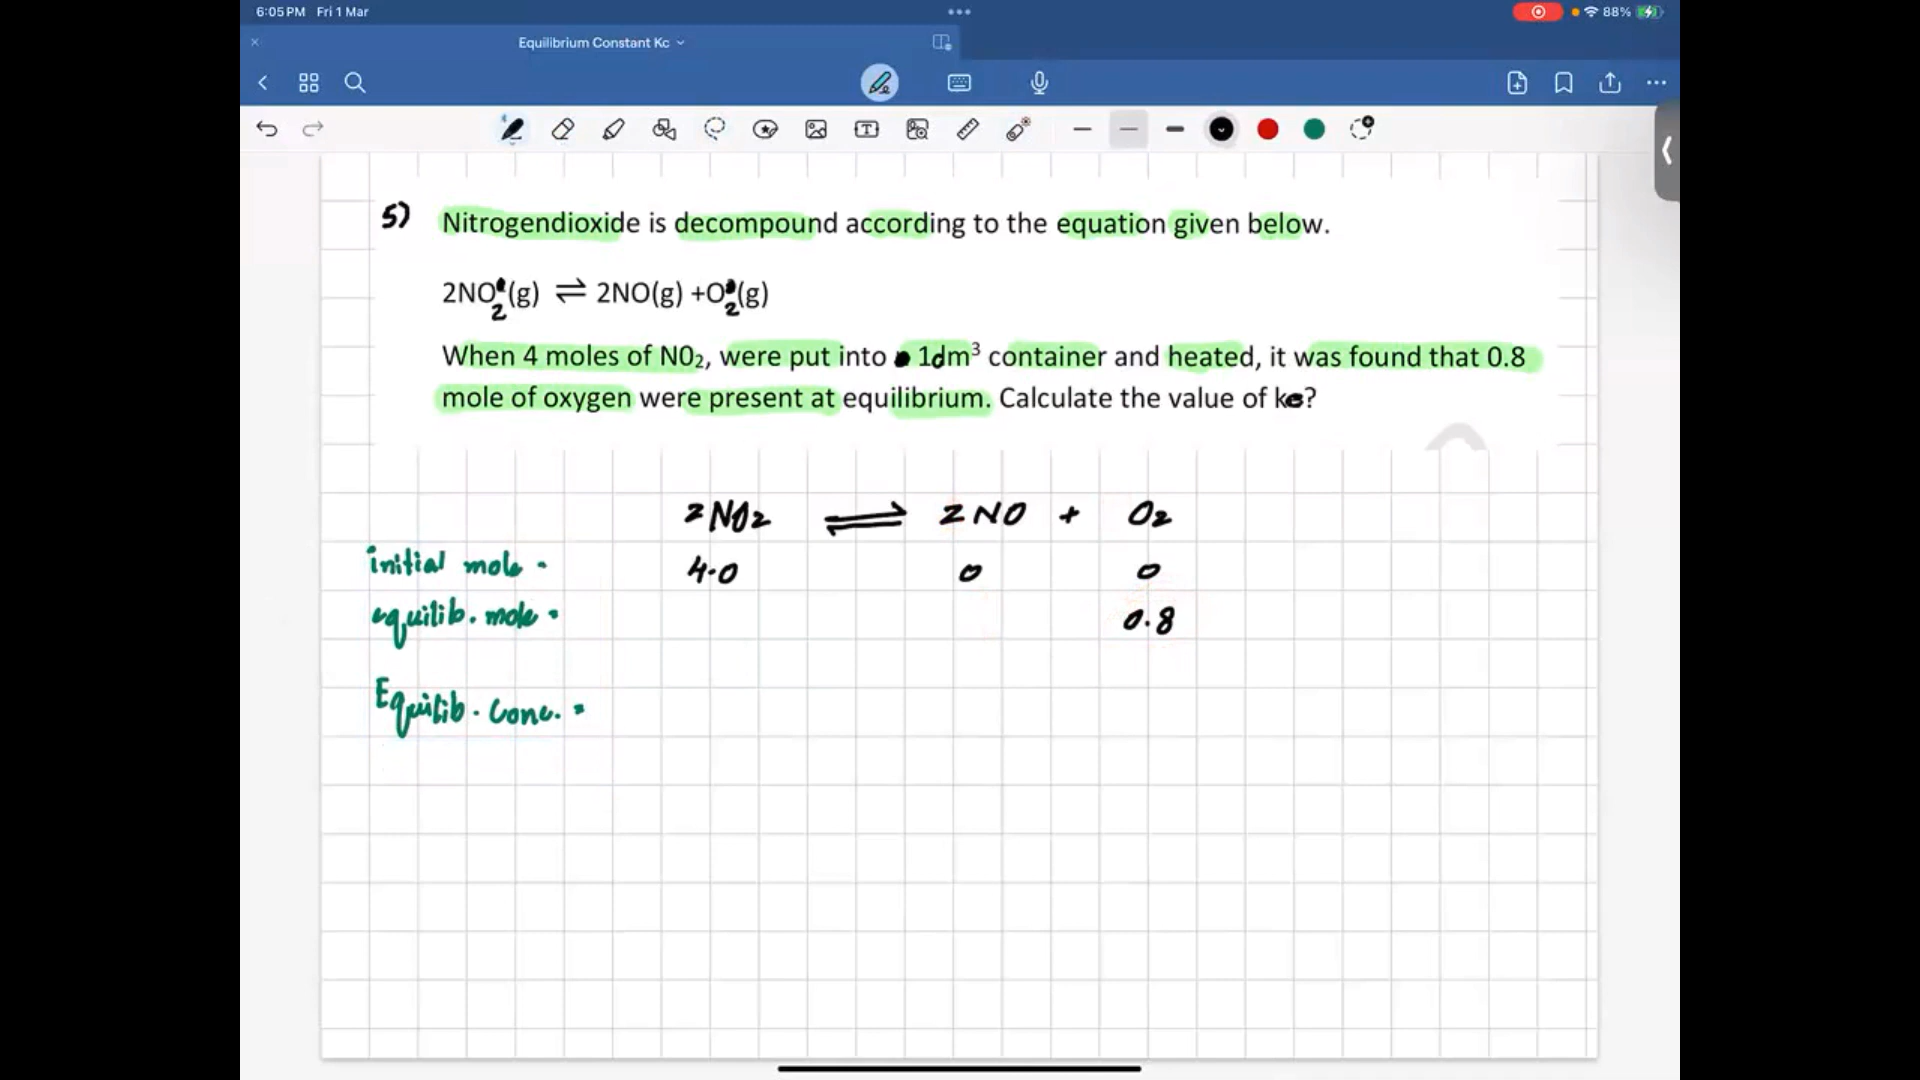 6:05 PM Fri 1 Mar
88%
Equilibrium Constant Kc
5) Nitrogendioxide is decompound according to the equation given below.
2NO2(g) ⇌ 2NO(g) +O2(g)
When 4 moles of N0₂, were put into 1dm³ container and heated, it was found that 0.8
mole of oxygen were present at equilibrium. Calculate the value of kc?
2NO2 ⇌ 2NO + O2
initial mole = 4.0 0 0
equilib. mole = 0.8
Equilib. Conc. =